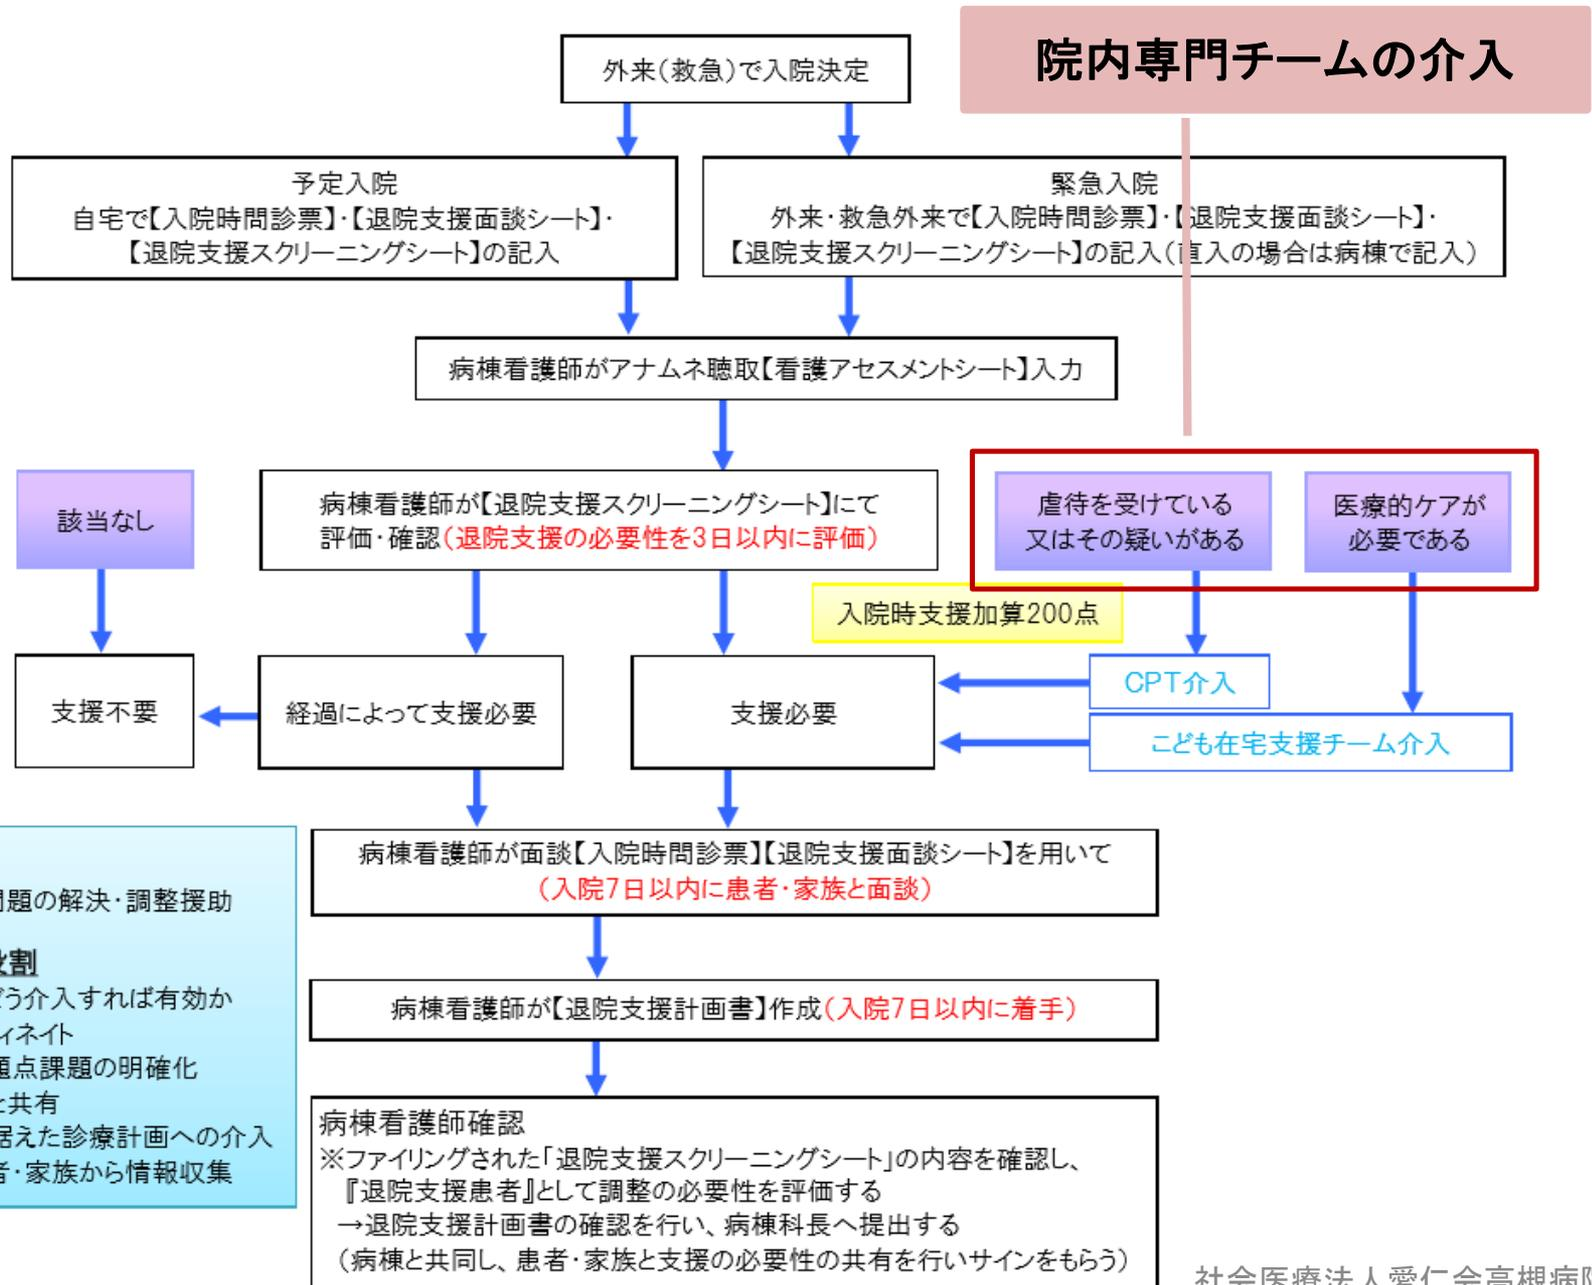 院内専門チームの介入
外来（救急）で入院決定
予定入院
自宅で【入院時問診票】・【退院支援面談シート】・
【退院支援スクリーニングシート】の記入
緊急入院
外来・救急外来で【入院時問診票】・【退院支援面談シート】・
【退院支援スクリーニングシート】の記入（直入の場合は病棟で記入）
病棟看護師がアナムネ聴取【看護アセスメントシート】入力
該当なし
病棟看護師が【退院支援スクリーニングシート】にて
評価・確認（退院支援の必要性を3日以内に評価）
虐待を受けている
又はその疑いがある
医療的ケアが
必要である
入院時支援加算200点
支援不要
経過によって支援必要
支援必要
CPT介入
こども在宅支援チーム介入
病棟看護師が面談【入院時問診票】【退院支援面談シート】を用いて
（入院7日以内に患者・家族と面談）
題の解決・調整援助
割
う介入すれば有効か
ィネイト
題点課題の明確化
共有
据えた診療計画への介入
・家族から情報収集
病棟看護師が【退院支援計画書】作成（入院7日以内に着手）
病棟看護師確認
※ファイリングされた「退院支援スクリーニングシート」の内容を確認し、
『退院支援患者』として調整の必要性を評価する
→退院支援計画書の確認を行い、病棟科長へ提出する
（病棟と共同し、患者・家族と支援の必要性の共有を行いサインをもらう）
社会医療法人愛仁会高槻病院